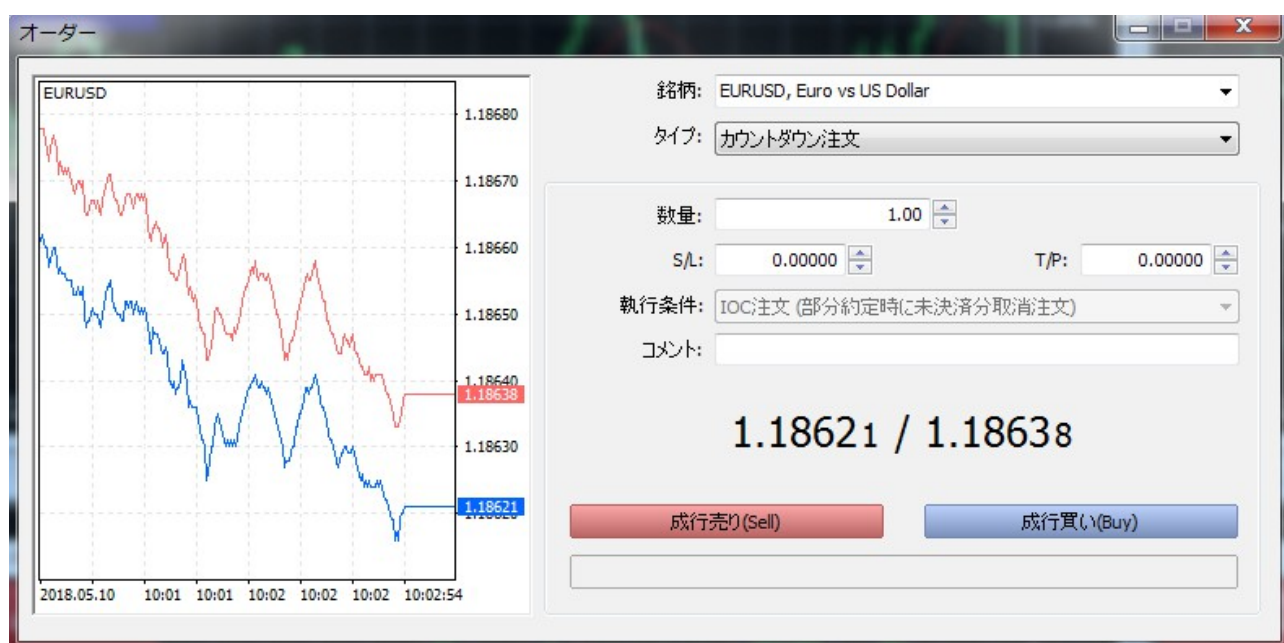 オーダー
EURUSD
1.18680
1.18670
1.18660
1.18650
1.18640
1.18638
1.18630
1.18621
2018.05.10 10:01 10:01 10:02 10:02 10:02 10:02:54
銘柄: EURUSD, Euro vs US Dollar
タイプ: カウントダウン注文
数量: 1.00
S/L: 0.00000 T/P: 0.00000
執行条件: IOC注文 (部分約定時に未決済分取消注文)
コメント:
1.18621 / 1.18638
成行売り(Sell) 成行買い(Buy)